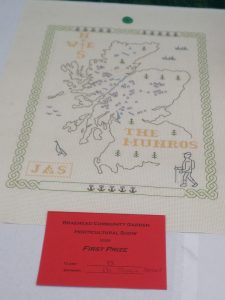 N
W E
S
THE
MUNROS
JAS
BRAEHEAD COMMUNITY GARDEN
HORTICULTURAL SHOW
FIRST PRIZE